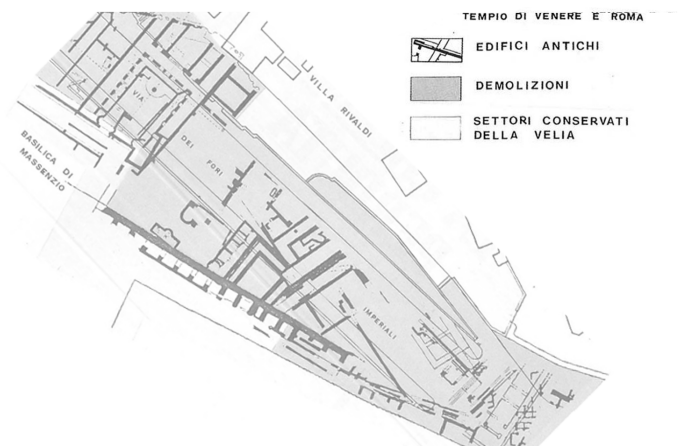 TEMPIO DI VENERE E ROMA
EDIFICI ANTICHI
DEMOLIZIONI
SETTORI CONSERVATI
DELLA VELIA
VILLA RIVALDI
VIA
DEI
FORI
IMPERIALI
BASILICA DI
MASSENZIO